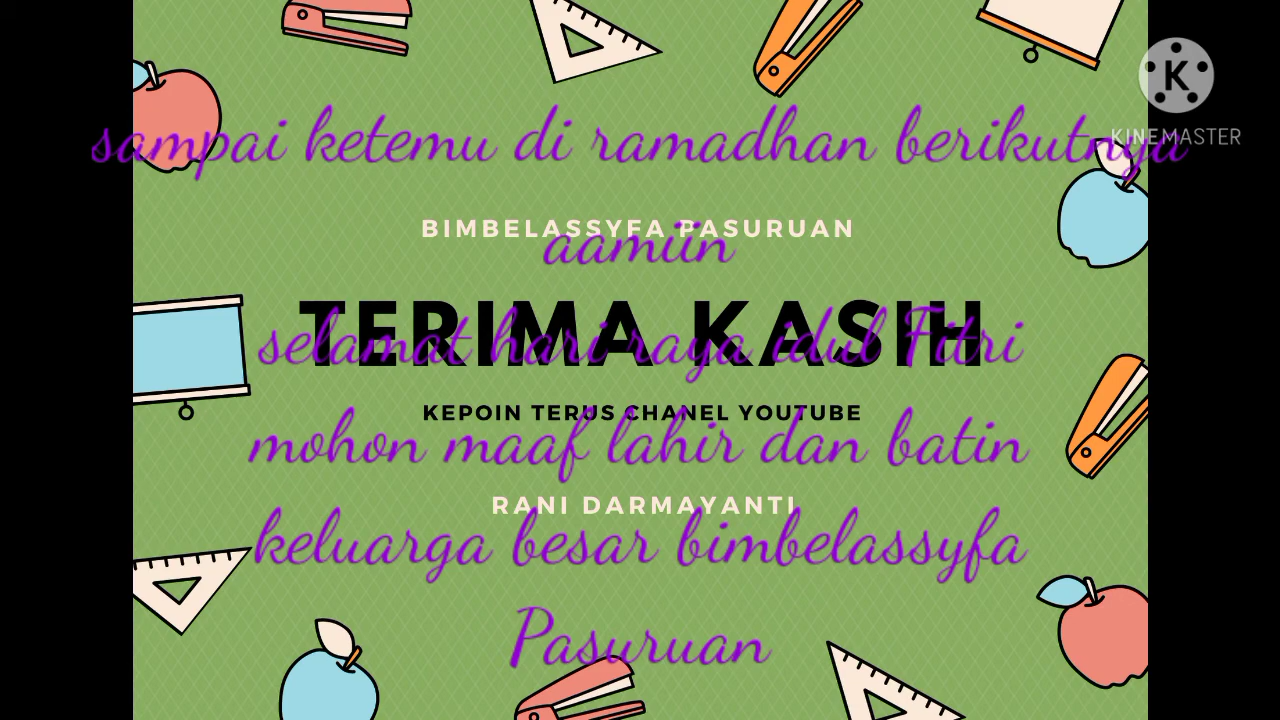 sampai ketemu di ramadhan berikutnya
KINEMASTER
BIMBELASSYFA PASURUAN
aamiin
TERIMA KASIH
selamat hari raya idul Fitri
KEPOIN TERUS CHANEL YOUTUBE
mohon maaf lahir dan batin
RANI DARMAYANTI
keluarga besar bimbelassyfa
Pasuruan